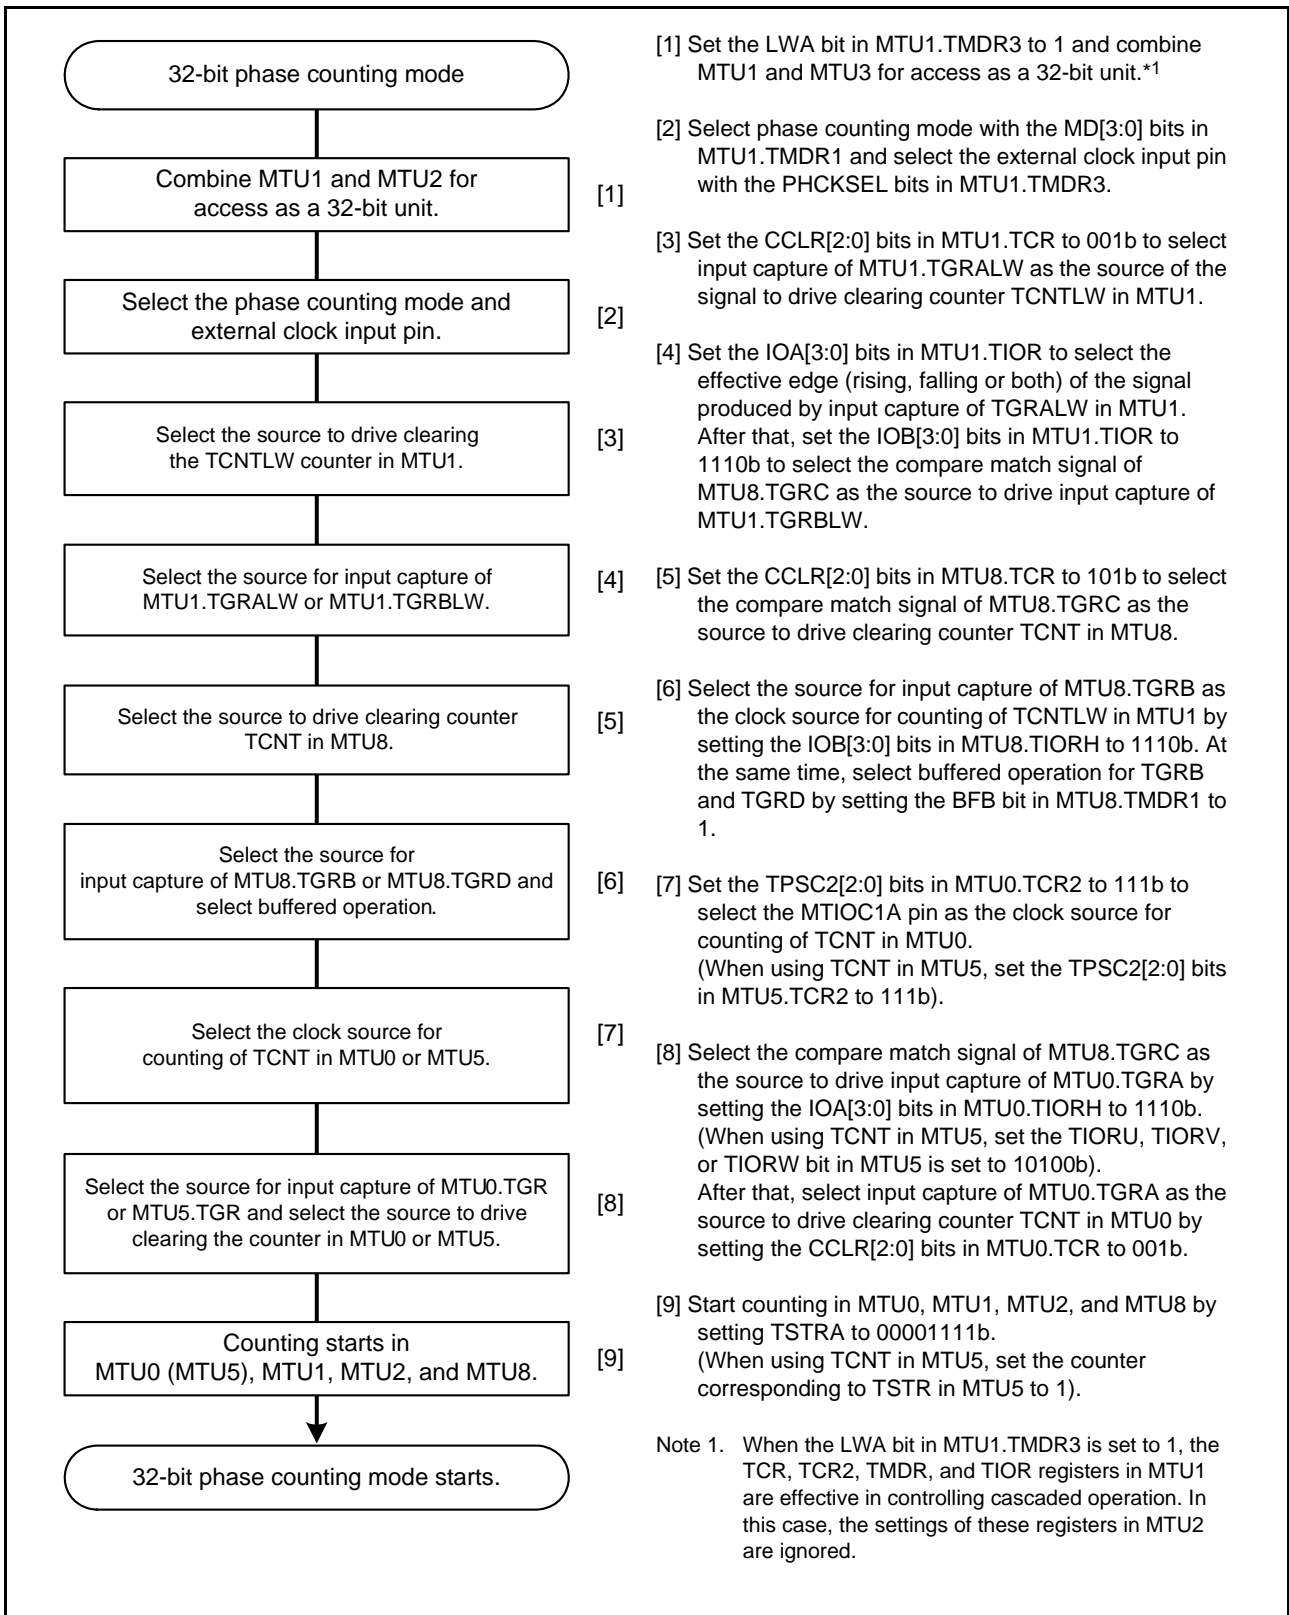 32-bit phase counting mode
Combine MTU1 and MTU2 for
access as a 32-bit unit.
[1]
Select the phase counting mode and
external clock input pin.
[2]
Select the source to drive clearing
the TCNTLW counter in MTU1.
[3]
Select the source for input capture of
MTU1.TGRALW or MTU1.TGRBLW.
[4]
Select the source to drive clearing counter
TCNT in MTU8.
[5]
Select the source for
input capture of MTU8.TGRB or MTU8.TGRD and
select buffered operation.
[6]
Select the clock source for
counting of TCNT in MTU0 or MTU5.
[7]
Select the source for input capture of MTU0.TGR
or MTU5.TGR and select the source to drive
clearing the counter in MTU0 or MTU5.
[8]
Counting starts in
MTU0 (MTU5), MTU1, MTU2, and MTU8.
[9]
32-bit phase counting mode starts.
[1] Set the LWA bit in MTU1.TMDR3 to 1 and combine
MTU1 and MTU3 for access as a 32-bit unit.*1
[2] Select phase counting mode with the MD[3:0] bits in
MTU1.TMDR1 and select the external clock input pin
with the PHCKSEL bits in MTU1.TMDR3.
[3] Set the CCLR[2:0] bits in MTU1.TCR to 001b to select
input capture of MTU1.TGRALW as the source of the
signal to drive clearing counter TCNTLW in MTU1.
[4] Set the IOA[3:0] bits in MTU1.TIOR to select the
effective edge (rising, falling or both) of the signal
produced by input capture of TGRALW in MTU1.
After that, set the IOB[3:0] bits in MTU1.TIOR to
1110b to select the compare match signal of
MTU8.TGRC as the source to drive input capture of
MTU1.TGRBLW.
[5] Set the CCLR[2:0] bits in MTU8.TCR to 101b to select
the compare match signal of MTU8.TGRC as the
source to drive clearing counter TCNT in MTU8.
[6] Select the source for input capture of MTU8.TGRB as
the clock source for counting of TCNTLW in MTU1 by
setting the IOB[3:0] bits in MTU8.TIORH to 1110b. At
the same time, select buffered operation for TGRB
and TGRD by setting the BFB bit in MTU8.TMDR1 to
1.
[7] Set the TPSC2[2:0] bits in MTU0.TCR2 to 111b to
select the MTIOC1A pin as the clock source for
counting of TCNT in MTU0.
(When using TCNT in MTU5, set the TPSC2[2:0] bits
in MTU5.TCR2 to 111b).
[8] Select the compare match signal of MTU8.TGRC as
the source to drive input capture of MTU0.TGRA by
setting the IOA[3:0] bits in MTU0.TIORH to 1110b.
(When using TCNT in MTU5, set the TIORU, TIORV,
or TIORW bit in MTU5 is set to 10100b).
After that, select input capture of MTU0.TGRA as the
source to drive clearing counter TCNT in MTU0 by
setting the CCLR[2:0] bits in MTU0.TCR to 001b.
[9] Start counting in MTU0, MTU1, MTU2, and MTU8 by
setting TSTRA to 00001111b.
(When using TCNT in MTU5, set the counter
corresponding to TSTR in MTU5 to 1).
Note 1. When the LWA bit in MTU1.TMDR3 is set to 1, the
TCR, TCR2, TMDR, and TIOR registers in MTU1
are effective in controlling cascaded operation. In
this case, the settings of these registers in MTU2
are ignored.